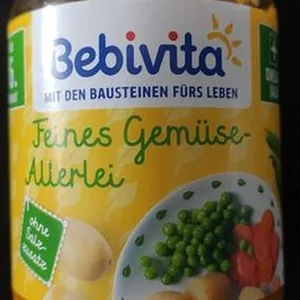 Bebivita
MIT DEN BAUSTEINEN FÜRS LEBEN
Feines Gemüse-
Allerlei
ohne
Salz-
zusatz